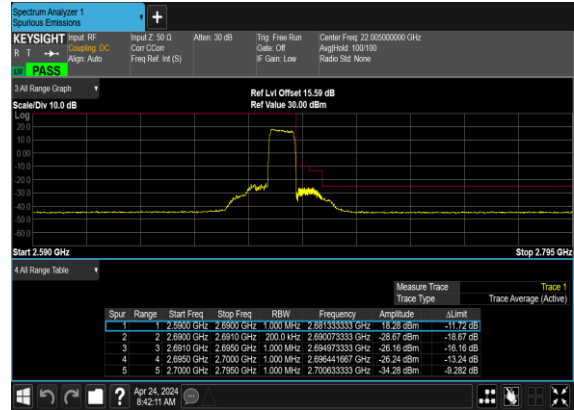 Spectrum Analyzer 1
Spurious Emissions
+
KEYSIGHT Input: RF Input Z: 50 Ω Atten: 30 dB Trig: Free Run Center Freq: 22.005000000 GHz
R T Coupling: DC Corr CCorr Gate: Off Avg|Hold: 100/100
Align: Auto Freq Ref: Int (S) IF Gain: Low Radio Std: None
LM PASS
3 All Range Graph
Ref Lvl Offset 15.59 dB
Scale/Div 10.0 dB Ref Value 30.00 dBm
Log
20.0
10.0
0.00
-10.0
-20.0
-30.0
-40.0
-50.0
-60.0
Start 2.590 GHz Stop 2.795 GHz
4 All Range Table
Measure Trace Trace 1
Trace Type Trace Average (Active)
Spur Range Start Freq Stop Freq RBW Frequency Amplitude ΔLimit
1 1 2.5900 GHz 2.6900 GHz 1.000 MHz 2.681333333 GHz 18.28 dBm -11.72 dB
2 2 2.6900 GHz 2.6910 GHz 200.0 kHz 2.690073333 GHz -28.67 dBm -18.67 dB
3 3 2.6910 GHz 2.6950 GHz 1.000 MHz 2.694973333 GHz -26.16 dBm -16.16 dB
4 4 2.6950 GHz 2.7000 GHz 1.000 MHz 2.696441667 GHz -26.24 dBm -13.24 dB
5 5 2.7000 GHz 2.7950 GHz 1.000 MHz 2.700633333 GHz -34.28 dBm -9.282 dB
? Apr 24, 2024
8:42:11 AM